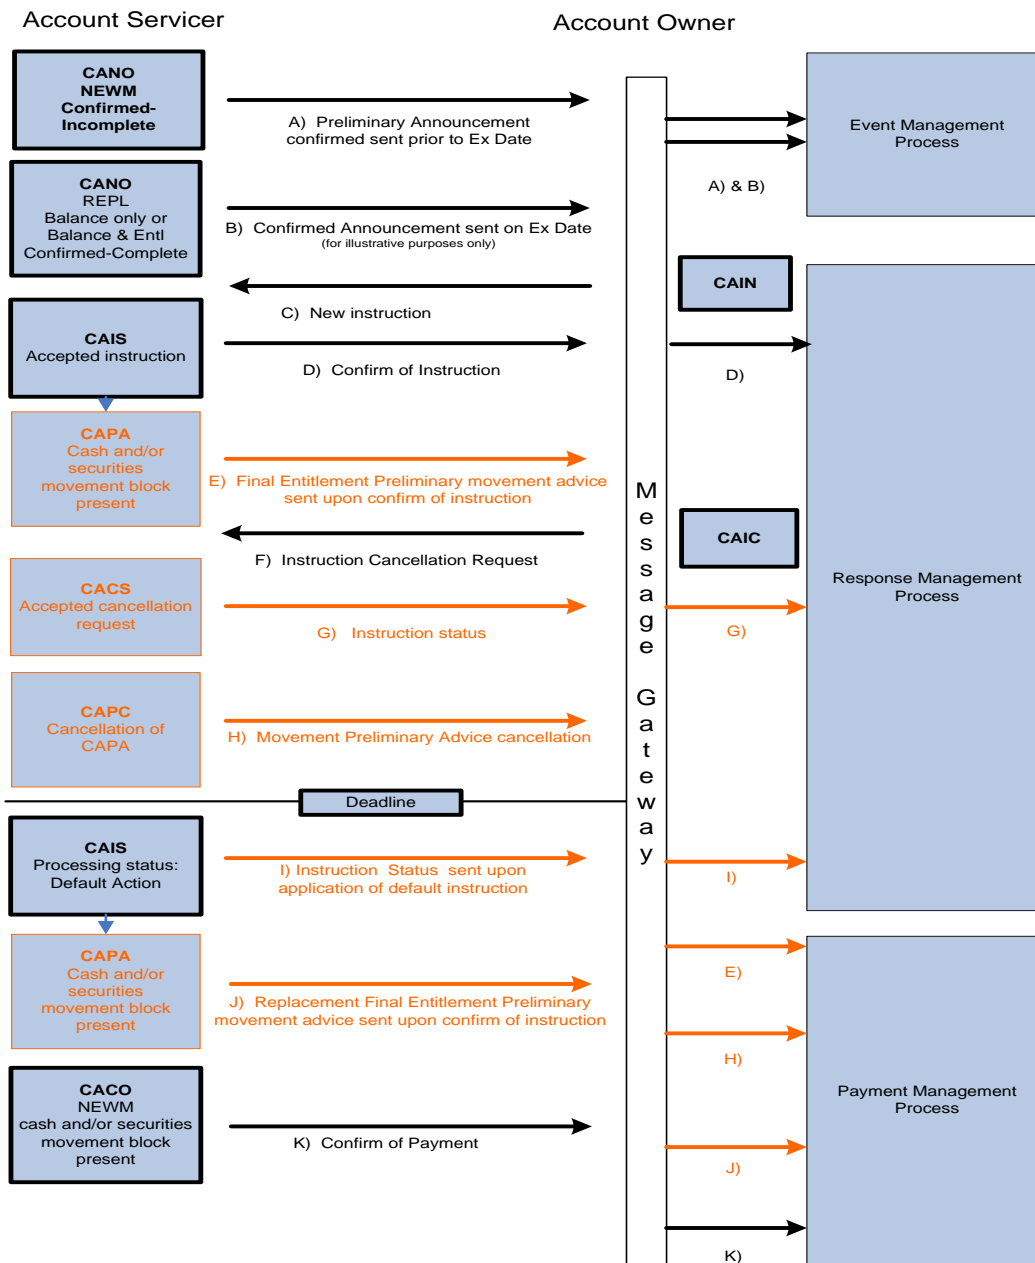 Account Servicer
Account Owner
CANO
NEWM
Confirmed-
Incomplete
A) Preliminary Announcement
confirmed sent prior to Ex Date
Event Management
Process
A) & B)
CANO
REPL
Balance only or
Balance & Entl
Confirmed-Complete
B) Confirmed Announcement sent on Ex Date
(for illustrative purposes only)
CAIN
C) New instruction
CAIS
Accepted instruction
D) Confirm of Instruction
D)
CAPA
Cash and/or
securities
movement block
present
E) Final Entitlement Preliminary movement advice
sent upon confirm of instruction
Message Gateway
CAIC
F) Instruction Cancellation Request
Response Management
Process
CACS
Accepted cancellation
request
G) Instruction status
G)
CAPC
Cancellation of
CAPA
H) Movement Preliminary Advice cancellation
Deadline
CAIS
Processing status:
Default Action
I) Instruction Status sent upon
application of default instruction
I)
CAPA
Cash and/or
securities
movement block
present
J) Replacement Final Entitlement Preliminary
movement advice sent upon confirm of instruction
E)
H)
CACO
NEWM
cash and/or securities
movement block
present
K) Confirm of Payment
Payment Management
Process
J)
K)